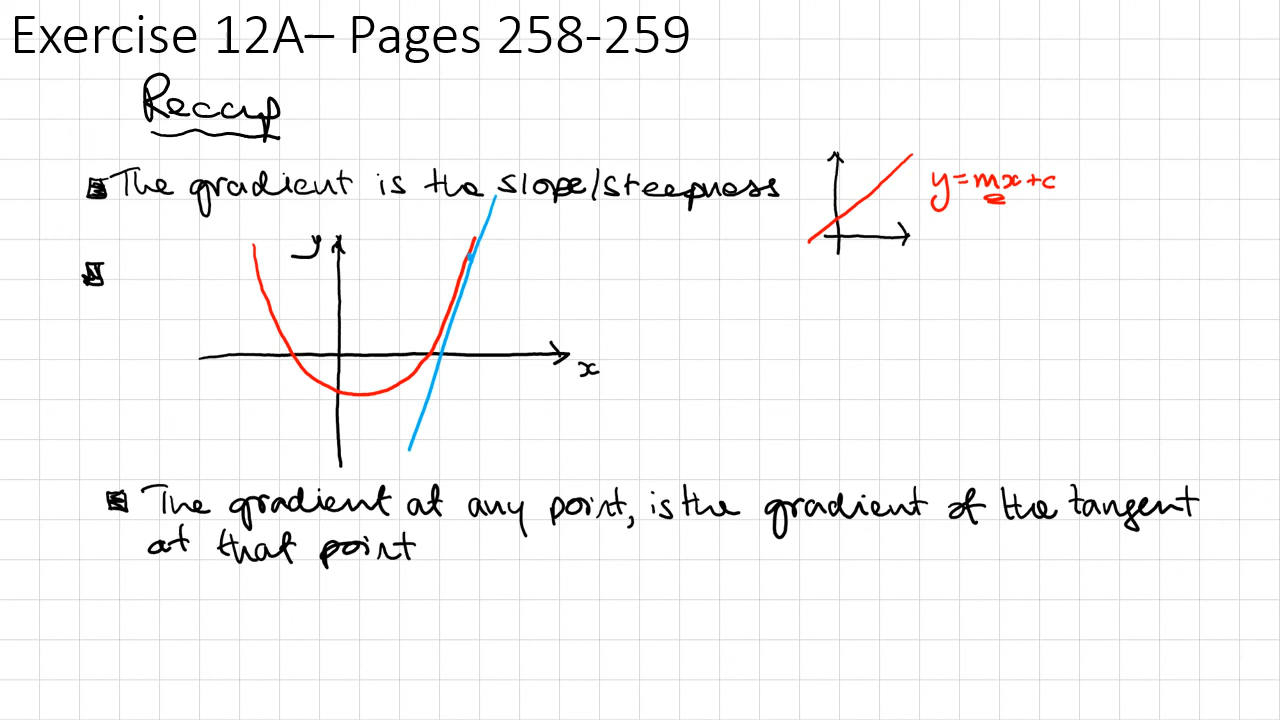 Exercise 12A– Pages 258-259
Reccap
The gradient is the slope/steepness
y=mx+c
y
x
The gradient at any point, is the gradient of the tangent
at that point